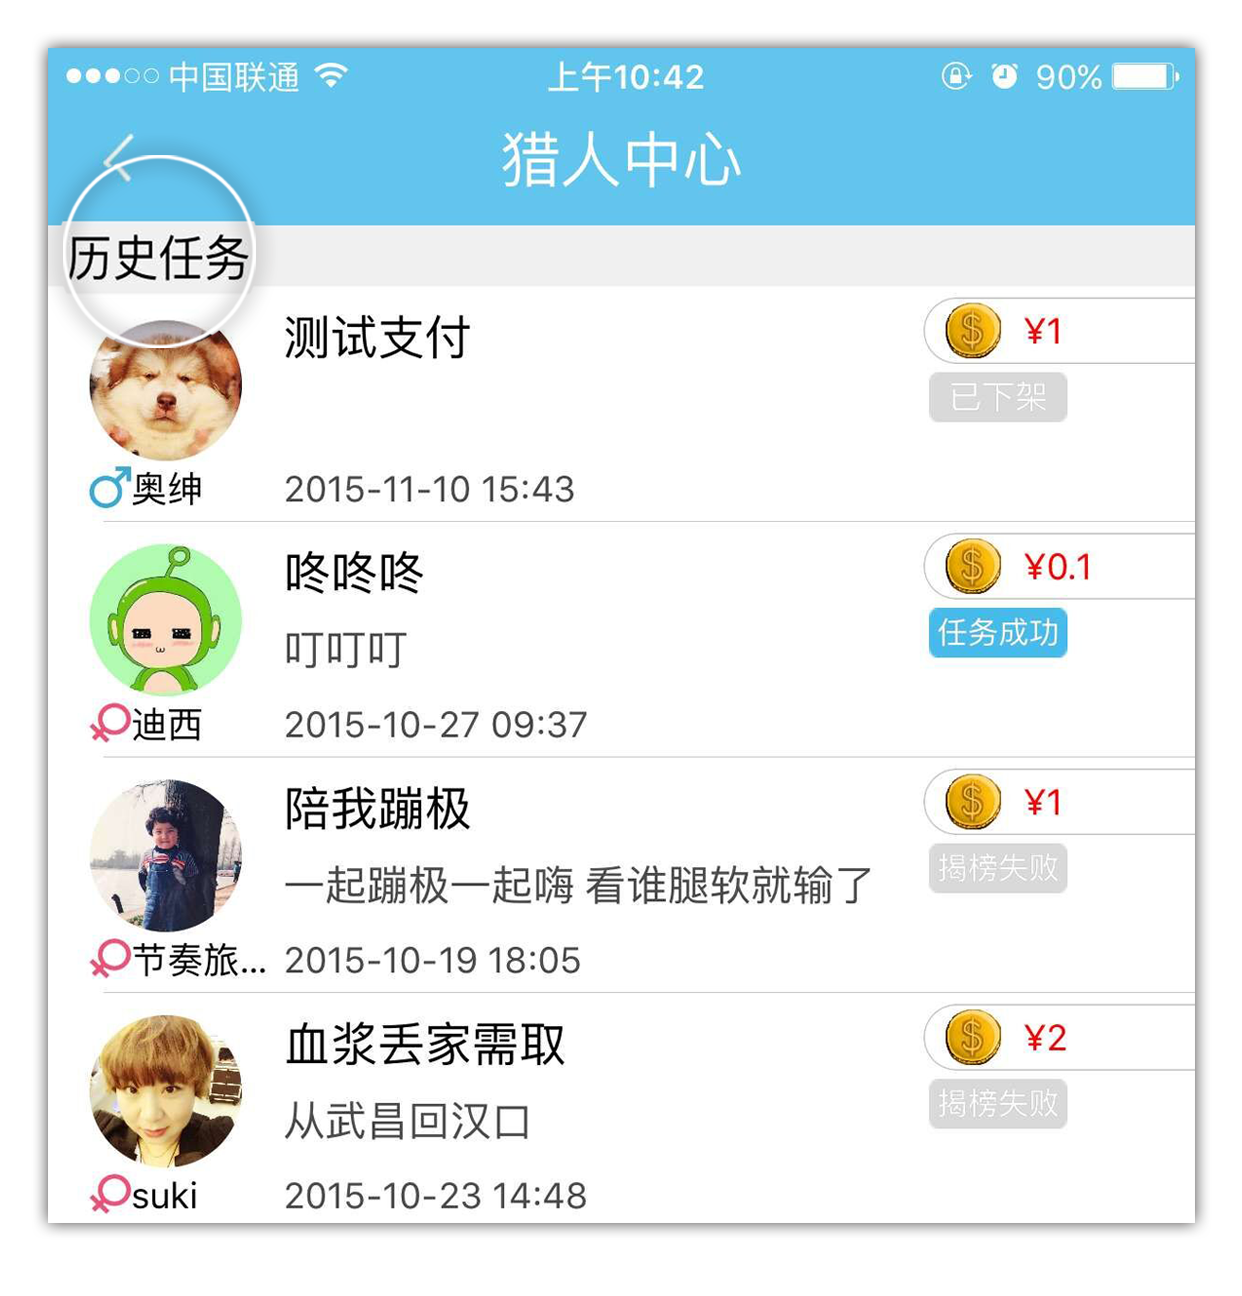 中国联通 上午10:42 90%
猎人中心
历史任务
测试支付 ¥1
已下架
奥绅 2015-11-10 15:43
咚咚咚 ¥0.1
任务成功
叮叮叮
迪西 2015-10-27 09:37
陪我蹦极 ¥1
揭榜失败
一起蹦极一起嗨 看谁腿软就输了
节奏旅... 2015-10-19 18:05
血浆丢家需取 ¥2
揭榜失败
从武昌回汉口
suki 2015-10-23 14:48